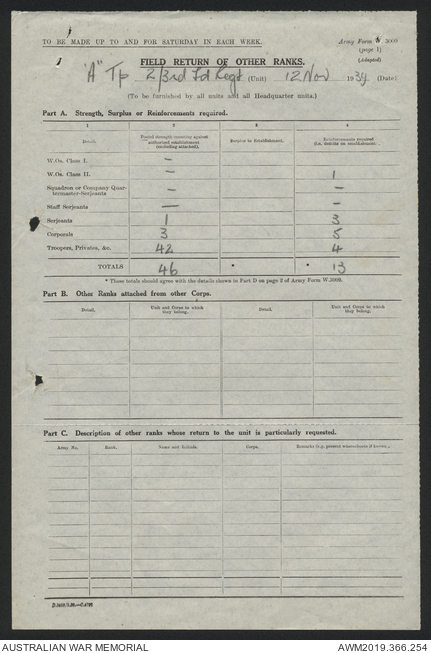 TO BE MADE UP TO AND FOR SATURDAY IN EACH WEEK.
Army Form W. 3009
(page 1)
(Adapted)
FIELD RETURN OF OTHER RANKS.
"A" Tp 2/3rd Fd Regt (Unit) 12 Nov 1939 (Date)
(To be furnished by all units and all Headquarter units.)
Part A. Strength, Surplus or Reinforcements required.
1 2 3 4
Detail. Posted strength counting against authorized establishment (including attached). Surplus to Establishment. Reinforcements required (i.e., deficits on establishment).
W.Os. Class I. —
W.Os. Class II. — 1
Squadron or Company Quar-
termaster-Serjeants — —
Staff Serjeants — —
Serjeants 1 3
Corporals 3 5
Troopers, Privates, &c. 42 4
TOTALS 46 * * 13
* These totals should agree with the details shown in Part D on page 2 of Army Form W.3009.
Part B. Other Ranks attached from other Corps.
Detail. Unit and Corps to which they belong. Detail. Unit and Corps to which they belong.
Part C. Description of other ranks whose return to the unit is particularly requested.
Army No. Rank. Name and Initials. Corps. Remarks (e.g., present whereabouts if known).
AUSTRALIAN WAR MEMORIAL
AWM2019.366.254